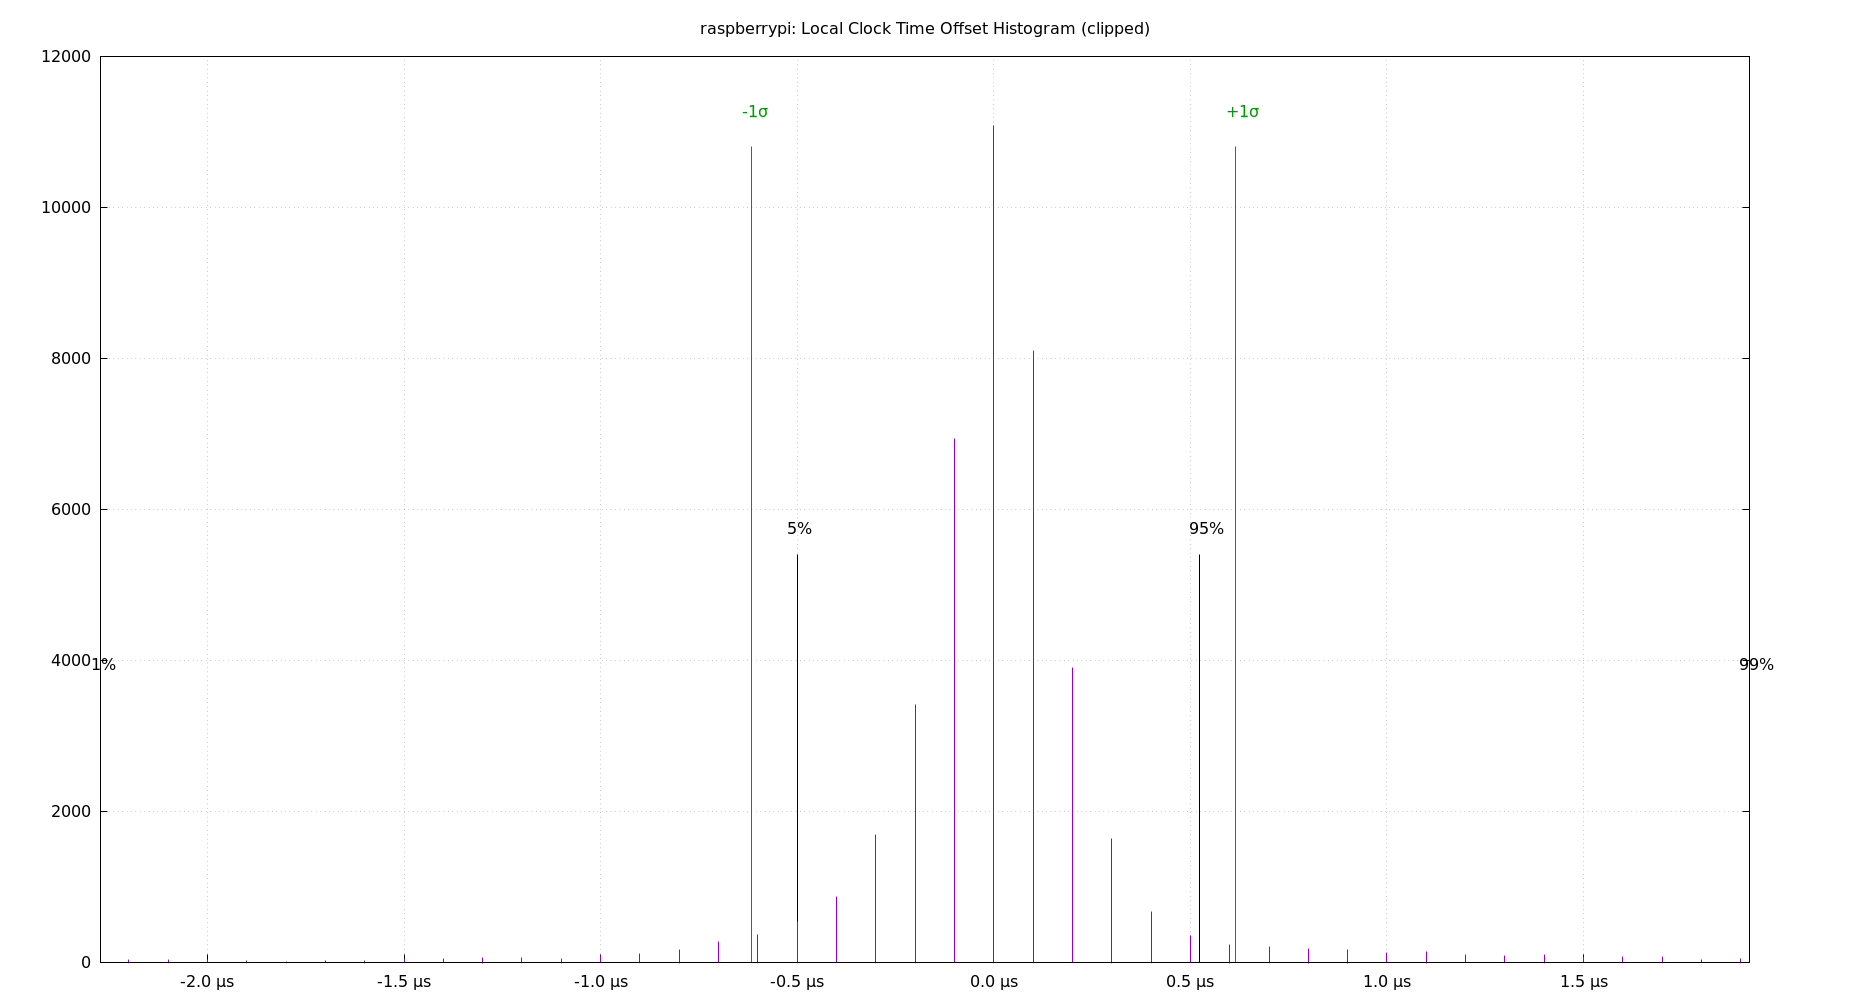 raspberrypi: Local Clock Time Offset Histogram (clipped)
12000
-1σ +1σ
10000
8000
6000
5% 95%
4000 1% 99%
2000
0
-2.0 µs -1.5 µs -1.0 µs -0.5 µs 0.0 µs 0.5 µs 1.0 µs 1.5 µs